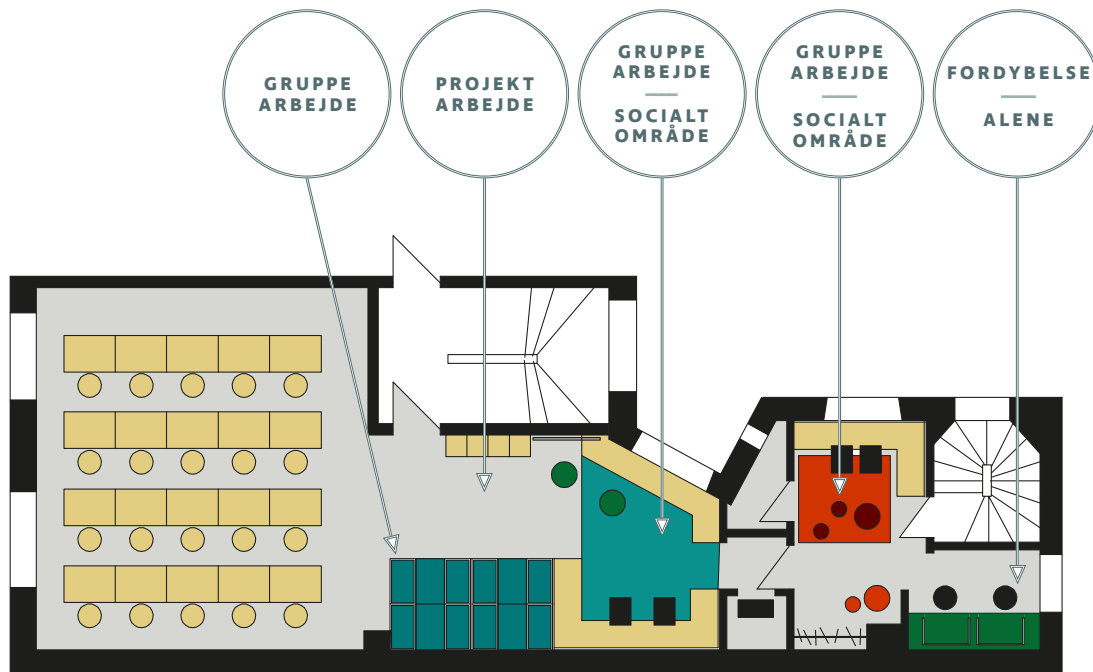 GRUPPE
ARBEJDE
PROJEKT
ARBEJDE
GRUPPE
ARBEJDE
SOCIALT
OMRÅDE
GRUPPE
ARBEJDE
SOCIALT
OMRÅDE
FORDYBELSE
ALENE